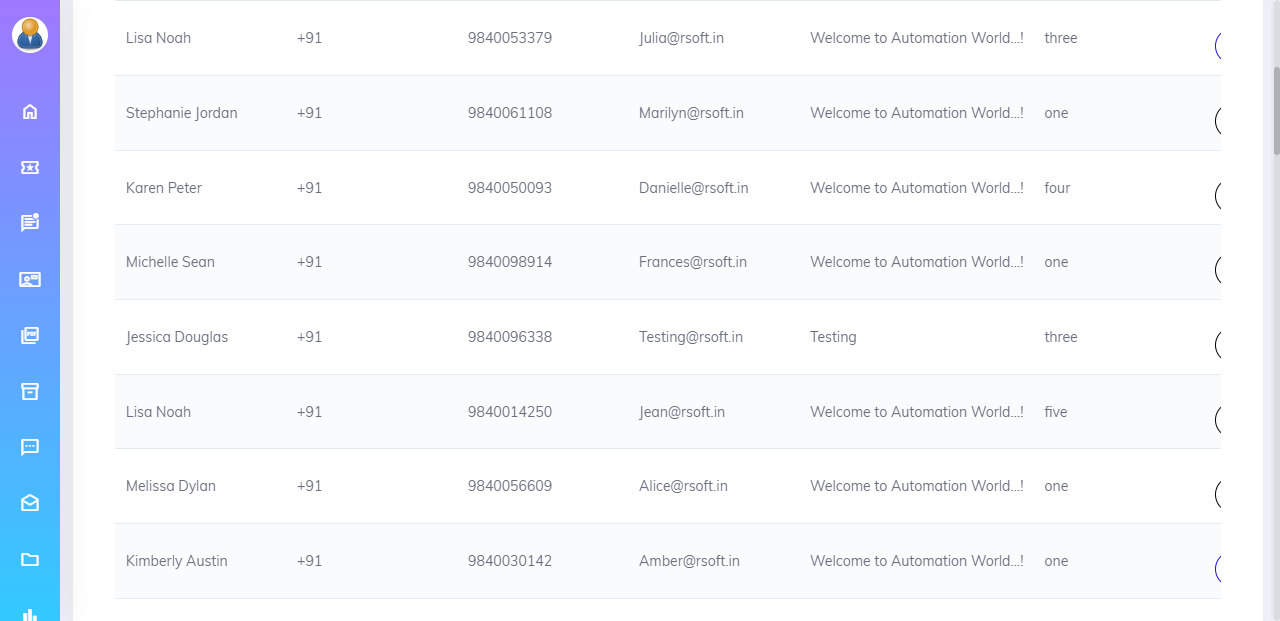 Lisa Noah +91 9840053379 Julia@rsoft.in Welcome to Automation World...! three
Stephanie Jordan +91 9840061108 Marilyn@rsoft.in Welcome to Automation World...! one
Karen Peter +91 9840050093 Danielle@rsoft.in Welcome to Automation World...! four
Michelle Sean +91 9840098914 Frances@rsoft.in Welcome to Automation World...! one
Jessica Douglas +91 9840096338 Testing@rsoft.in Testing three
Lisa Noah +91 9840014250 Jean@rsoft.in Welcome to Automation World...! five
Melissa Dylan +91 9840056609 Alice@rsoft.in Welcome to Automation World...! one
Kimberly Austin +91 9840030142 Amber@rsoft.in Welcome to Automation World...! one